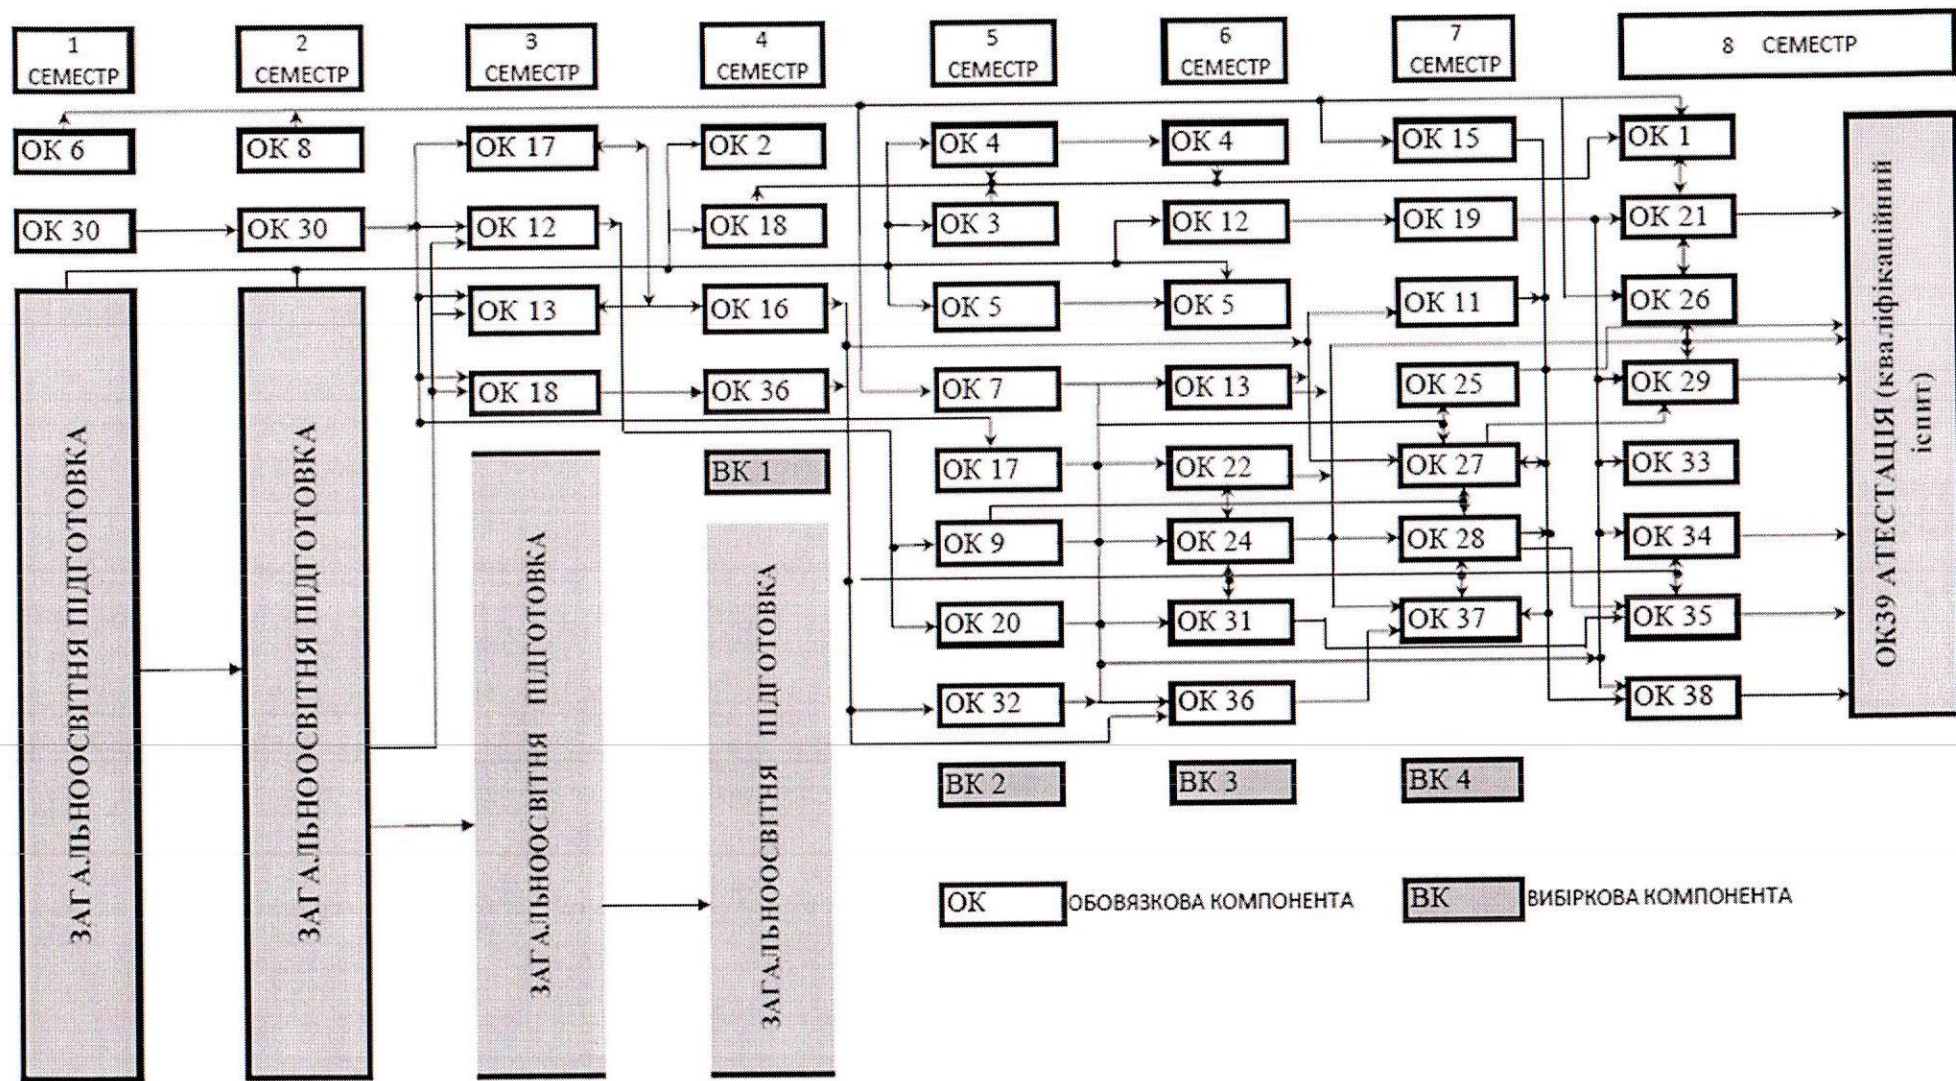 1
СЕМЕСТР
2
СЕМЕСТР
3
СЕМЕСТР
4
СЕМЕСТР
5
СЕМЕСТР
6
СЕМЕСТР
7
СЕМЕСТР
8 СЕМЕСТР
ОК 6
ОК 8
ОК 17
ОК 2
ОК 4
ОК 4
ОК 15
ОК 1
ОК 30
ОК 30
ОК 12
ОК 18
ОК 3
ОК 12
ОК 19
ОК 21
ОК 13
ОК 16
ОК 5
ОК 5
ОК 11
ОК 26
ОК 18
ОК 36
ОК 7
ОК 13
ОК 25
ОК 29
ВК 1
ОК 17
ОК 22
ОК 27
ОК 33
ОК 9
ОК 24
ОК 28
ОК 34
ОК 20
ОК 31
ОК 37
ОК 35
ОК 32
ОК 36
ОК 38
ВК 2
ВК 3
ВК 4
ЗАГАЛЬНООСВІТНЯ ПІДГОТОВКА
ЗАГАЛЬНООСВІТНЯ ПІДГОТОВКА
ЗАГАЛЬНООСВІТНЯ ПІДГОТОВКА
ЗАГАЛЬНООСВІТНЯ ПІДГОТОВКА
ОК39 АТЕСТАЦІЯ (кваліфікаційний
іспит)
ОК ОБОВЯЗКОВА КОМПОНЕНТА
ВК ВИБІРКОВА КОМПОНЕНТА